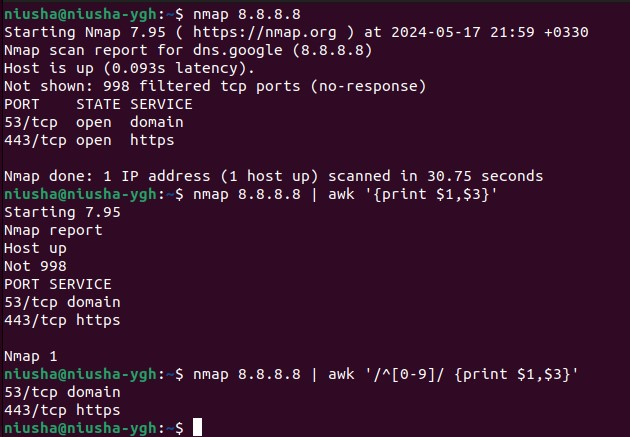 niusha@niusha-ygh:~$ nmap 8.8.8.8
Starting Nmap 7.95 ( https://nmap.org ) at 2024-05-17 21:59 +0330
Nmap scan report for dns.google (8.8.8.8)
Host is up (0.093s latency).
Not shown: 998 filtered tcp ports (no-response)
PORT    STATE SERVICE
53/tcp  open  domain
443/tcp open  https

Nmap done: 1 IP address (1 host up) scanned in 30.75 seconds
niusha@niusha-ygh:~$ nmap 8.8.8.8 | awk '{print $1,$3}'
Starting 7.95
Nmap report
Host up
Not 998
PORT SERVICE
53/tcp domain
443/tcp https

Nmap 1
niusha@niusha-ygh:~$ nmap 8.8.8.8 | awk '/^[0-9]/ {print $1,$3}'
53/tcp domain
443/tcp https
niusha@niusha-ygh:~$